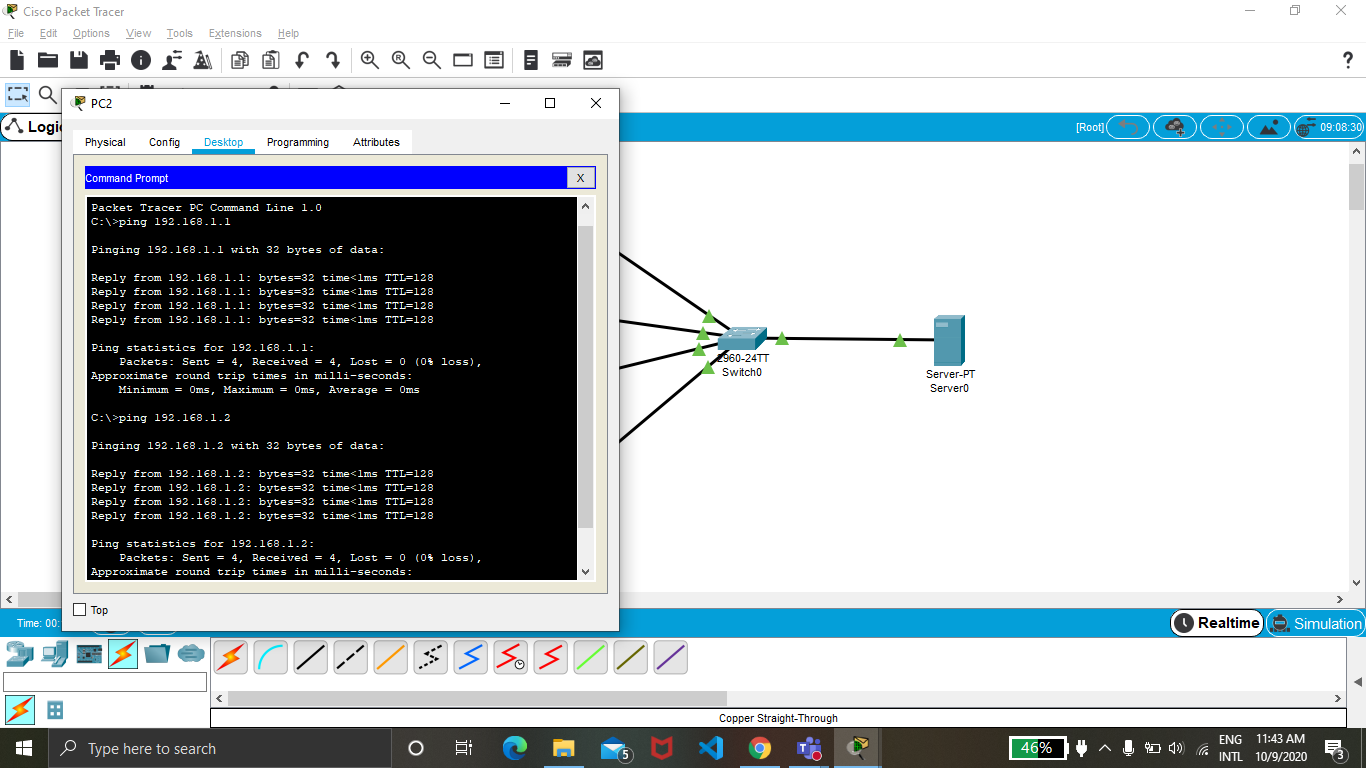 Cisco Packet Tracer
File Edit Options View Tools Extensions Help
?
PC2
Logi
[Root]
09:08:30
Physical Config Desktop Programming Attributes
Command Prompt
X
Packet Tracer PC Command Line 1.0
C:\>ping 192.168.1.1
Pinging 192.168.1.1 with 32 bytes of data:
Reply from 192.168.1.1: bytes=32 time<1ms TTL=128
Reply from 192.168.1.1: bytes=32 time<1ms TTL=128
Reply from 192.168.1.1: bytes=32 time<1ms TTL=128
Reply from 192.168.1.1: bytes=32 time<1ms TTL=128
Ping statistics for 192.168.1.1:
Packets: Sent = 4, Received = 4, Lost = 0 (0% loss),
Approximate round trip times in milli-seconds:
Minimum = 0ms, Maximum = 0ms, Average = 0ms
C:\>ping 192.168.1.2
Pinging 192.168.1.2 with 32 bytes of data:
Reply from 192.168.1.2: bytes=32 time<1ms TTL=128
Reply from 192.168.1.2: bytes=32 time<1ms TTL=128
Reply from 192.168.1.2: bytes=32 time<1ms TTL=128
Reply from 192.168.1.2: bytes=32 time<1ms TTL=128
Ping statistics for 192.168.1.2:
Packets: Sent = 4, Received = 4, Lost = 0 (0% loss),
Approximate round trip times in milli-seconds:
Top
2960-24TT
Switch0
Server-PT
Server0
Time: 00:
Realtime
Simulation
Copper Straight-Through
Type here to search
5
46%
ENG
INTL
11:43 AM
10/9/2020
3